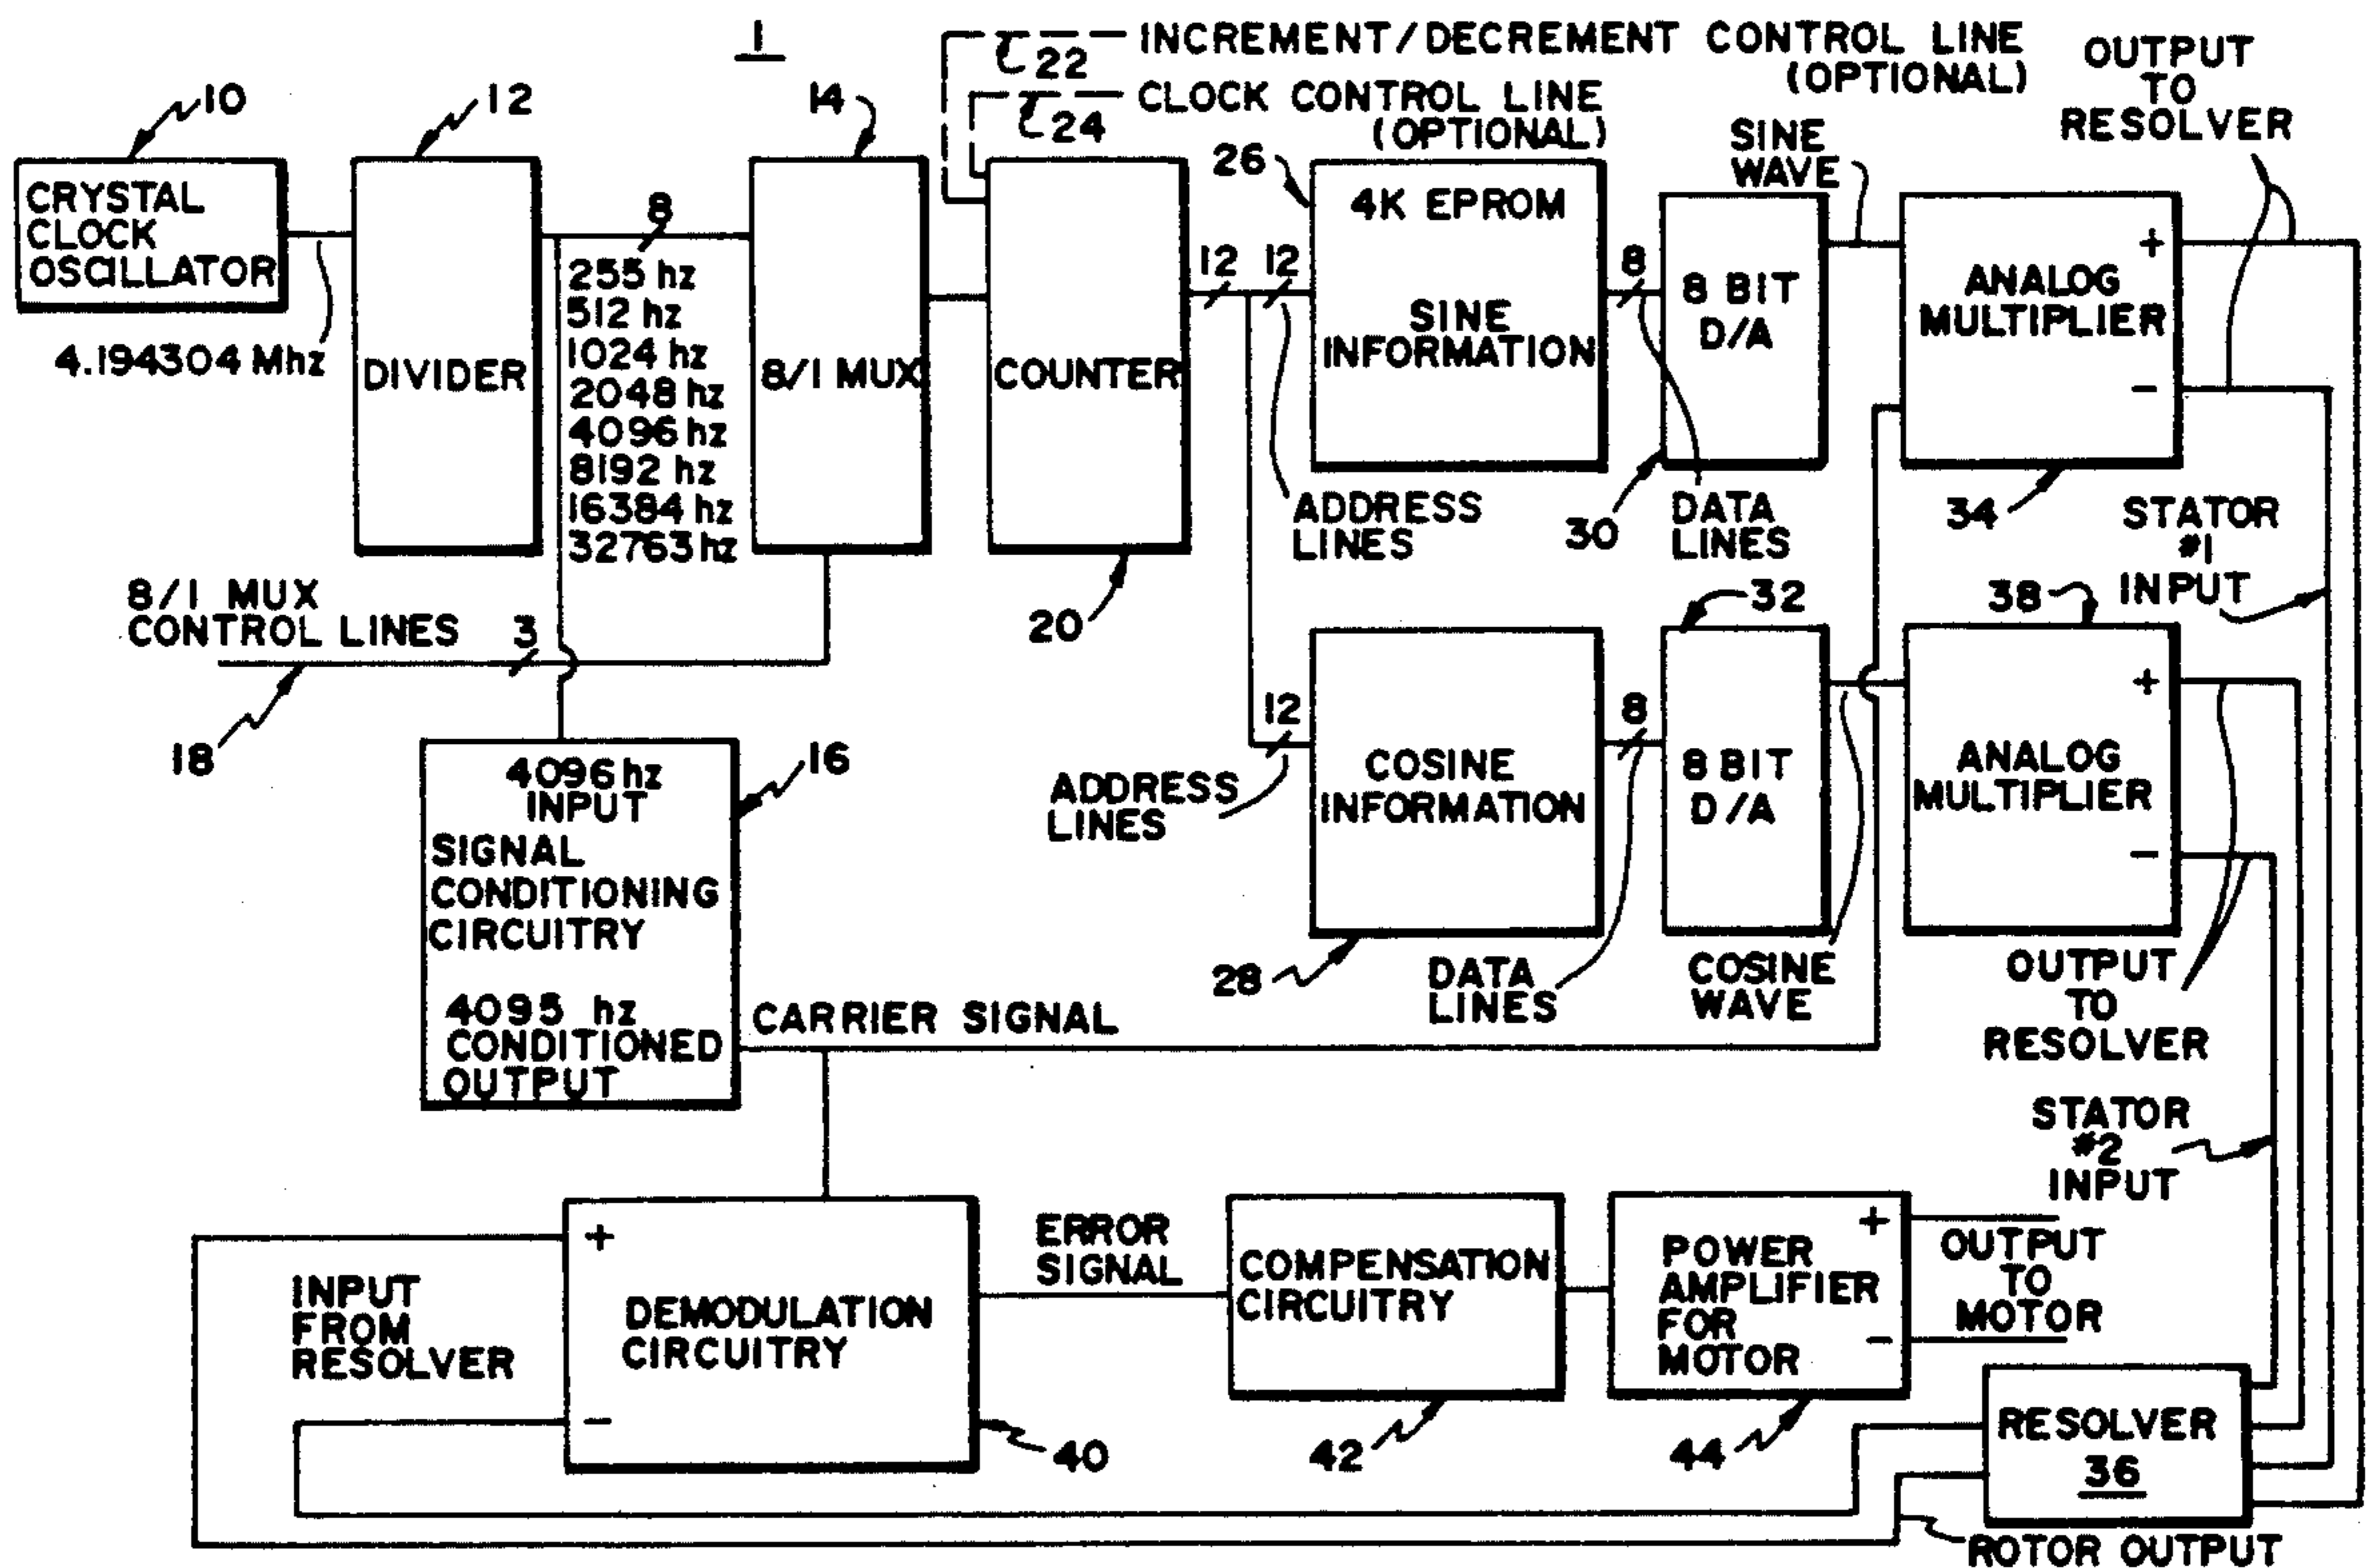 1
INCREMENT/DECREMENT CONTROL LINE
(OPTIONAL)
22
CLOCK CONTROL LINE
(OPTIONAL)
24
OUTPUT
TO
RESOLVER
10
12
14
26
SINE
WAVE
CRYSTAL
CLOCK
OSCILLATOR
4.194304 Mhz
DIVIDER
8
255 hz
512 hz
1024 hz
2048 hz
4096 hz
8192 hz
16384 hz
32763 hz
8/1 MUX
COUNTER
20
12
12
ADDRESS
LINES
4K EPROM
SINE
INFORMATION
8
DATA
LINES
8 BIT
D/A
30
ANALOG
MULTIPLIER
+
−
34
STATOR
#1
INPUT
8/1 MUX
CONTROL LINES
3
18
12
ADDRESS
LINES
COSINE
INFORMATION
28
8
DATA
LINES
32
8 BIT
D/A
COSINE
WAVE
38
ANALOG
MULTIPLIER
+
−
OUTPUT
TO
RESOLVER
4096 hz
INPUT
SIGNAL
CONDITIONING
CIRCUITRY
4095 hz
CONDITIONED
OUTPUT
16
CARRIER SIGNAL
STATOR
#2
INPUT
INPUT
FROM
RESOLVER
+
DEMODULATION
CIRCUITRY
−
40
ERROR
SIGNAL
COMPENSATION
CIRCUITRY
42
POWER
AMPLIFIER
FOR
MOTOR
+
−
44
OUTPUT
TO
MOTOR
RESOLVER
36
ROTOR OUTPUT